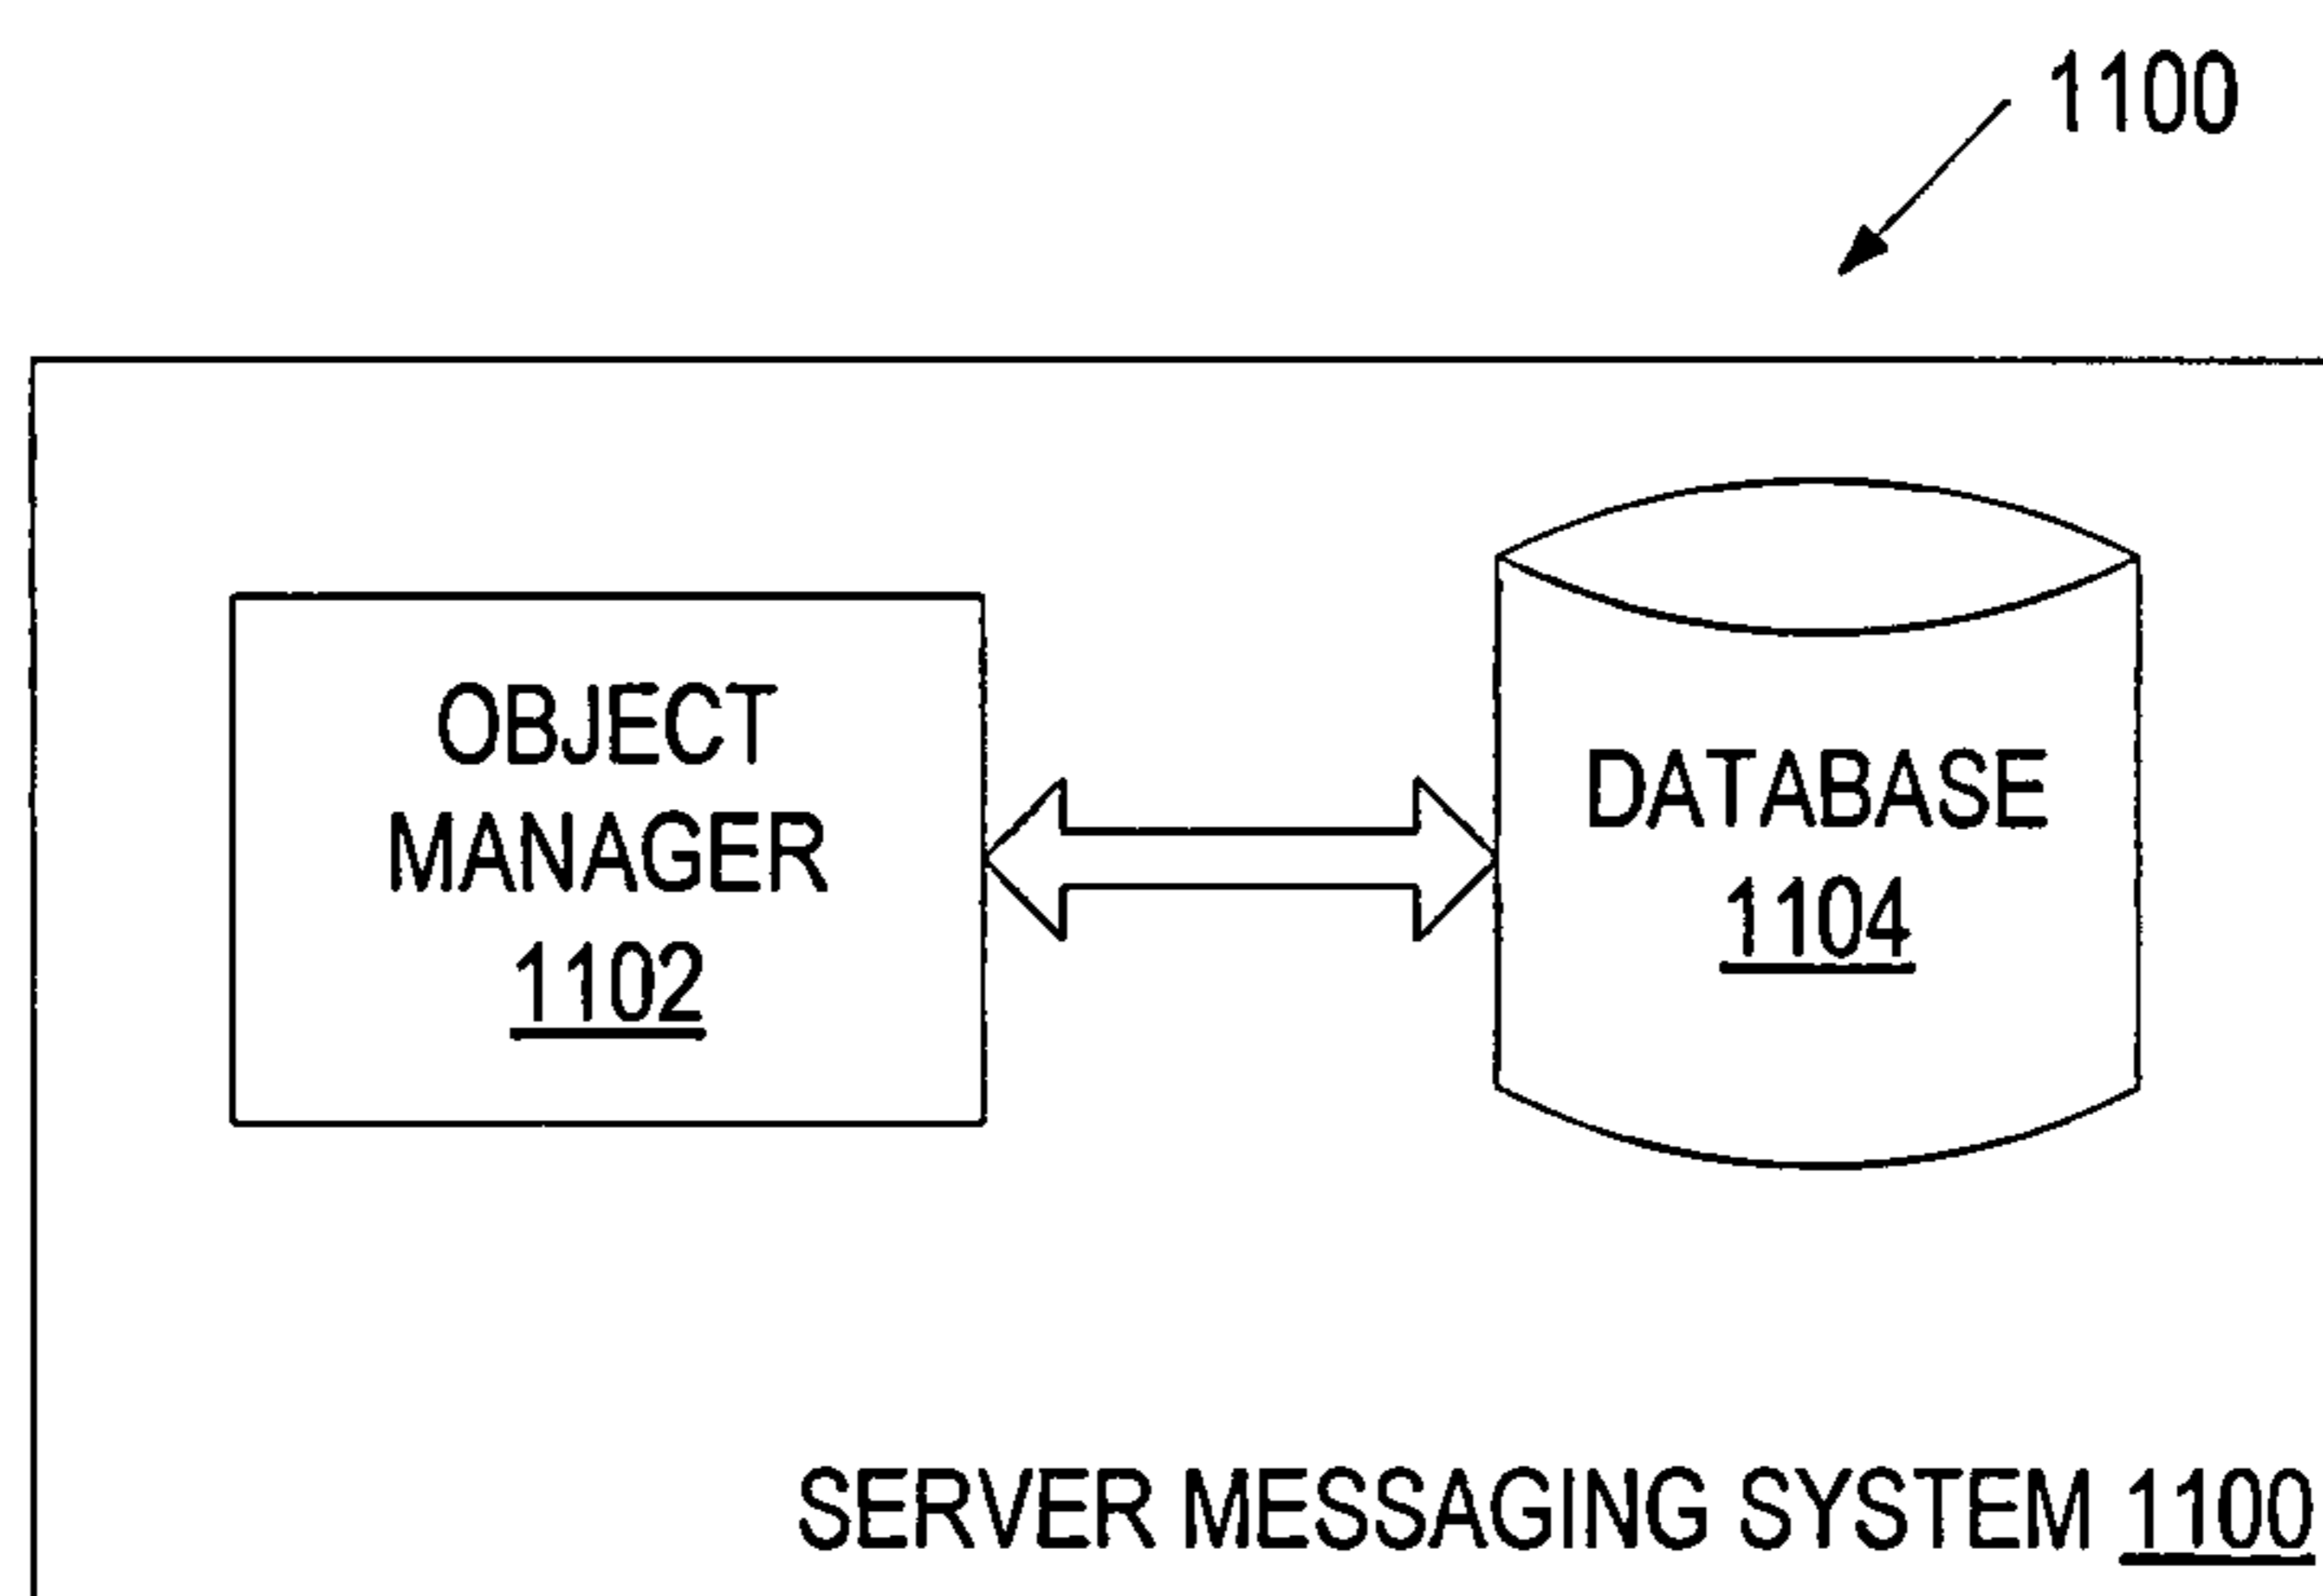 1100
OBJECT
MANAGER
1102
DATABASE
1104
SERVER MESSAGING SYSTEM 1100